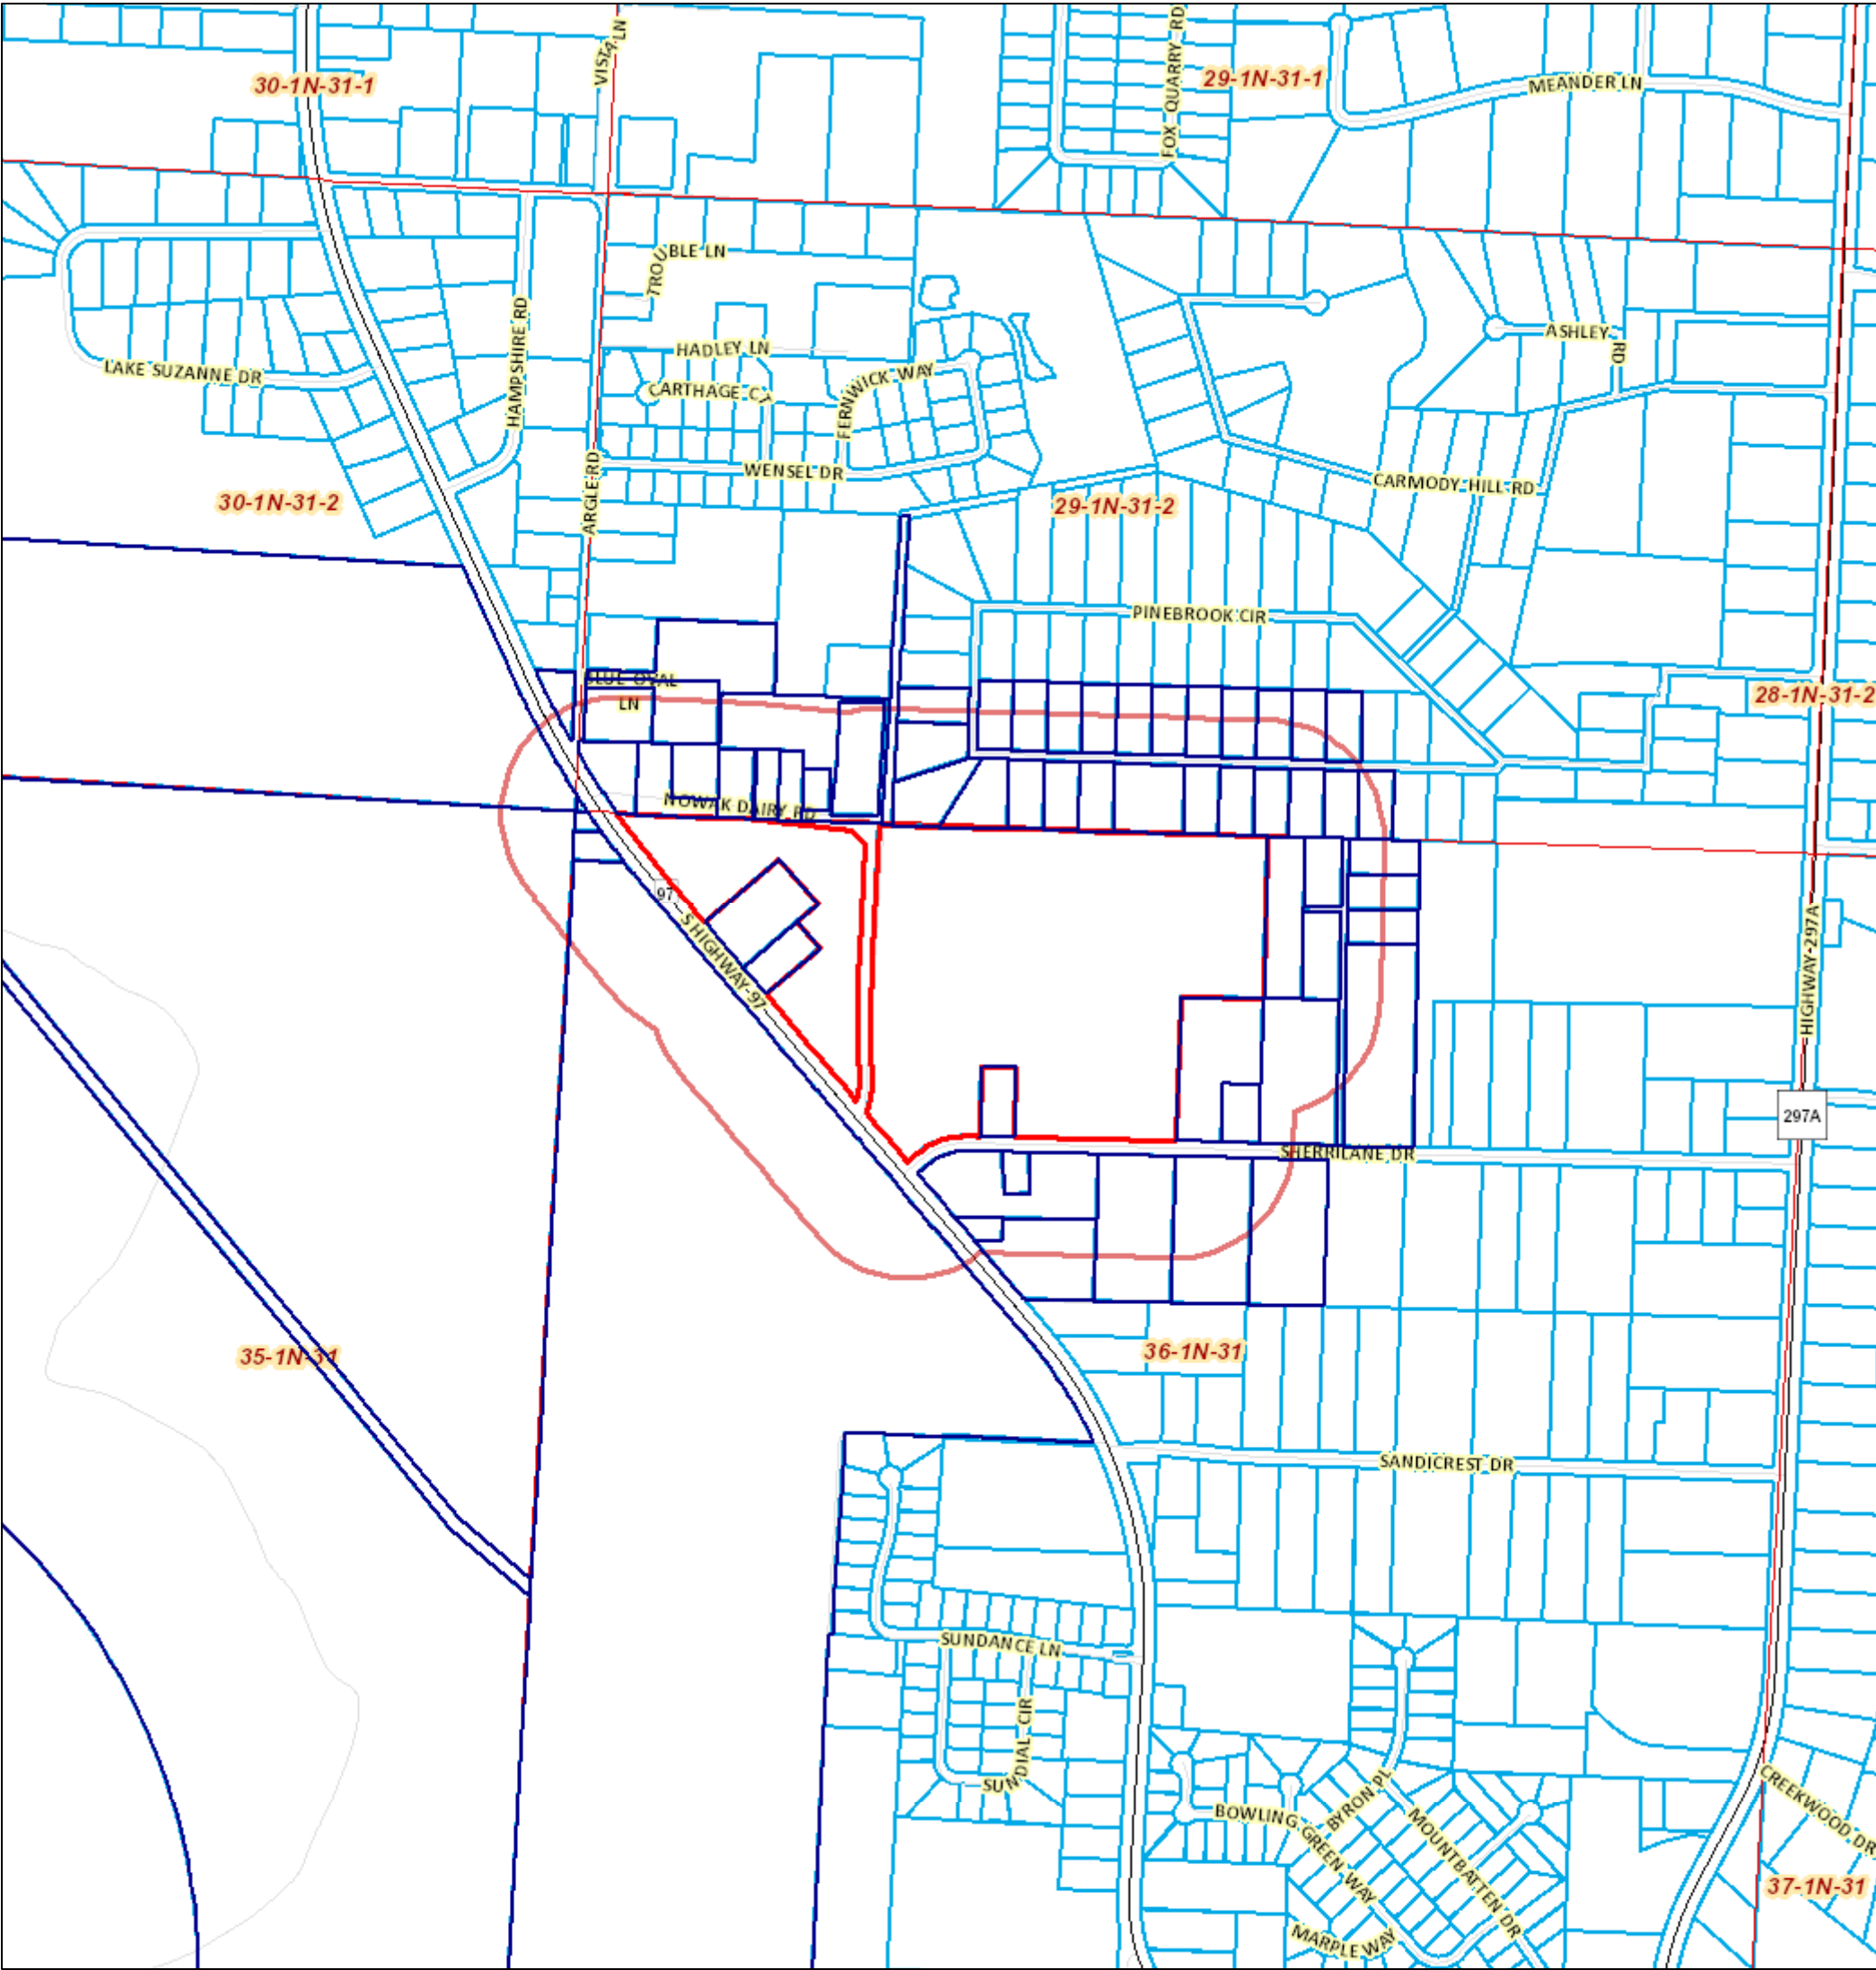 VISTA LN
FOX QUARRY RD
30-1N-31-1
29-1N-31-1
MEANDER LN
TROUBLE LN
HAMPSHIRE RD
ASHLEY RD
HADLEY LN
LAKE SUZANNE DR
CARTHAGE CT
FERNWICK WAY
WENSEL DR
ARGLE RD
CARMODY HILL RD
30-1N-31-2
29-1N-31-2
PINEBROOK CIR
BLUE OVAL
LN
28-1N-31-2
NOWAK DAIRY RD
97
S HIGHWAY 97
HIGHWAY 297A
297A
SHERRILANE DR
35-1N-31
36-1N-31
SANDICREST DR
SUNDANCE LN
SUNDIAL CIR
BYRON PL
BOWLING GREEN WAY
MOUNTBATTEN DR
CREEKWOOD DR
37-1N-31
MARPLE WAY